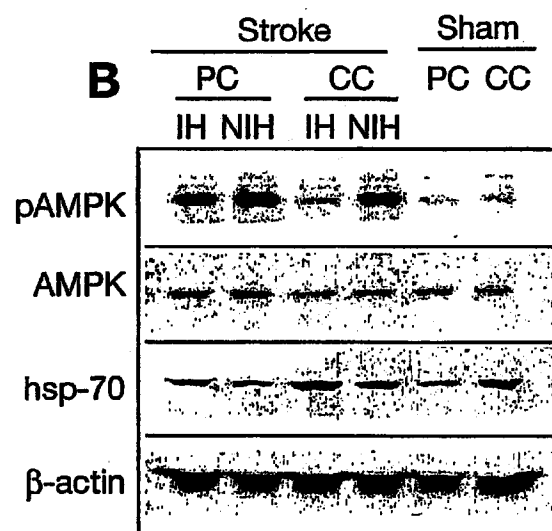 Stroke Sham
B PC CC PC CC
IH NIH IH NIH
pAMPK
AMPK
hsp-70
β-actin